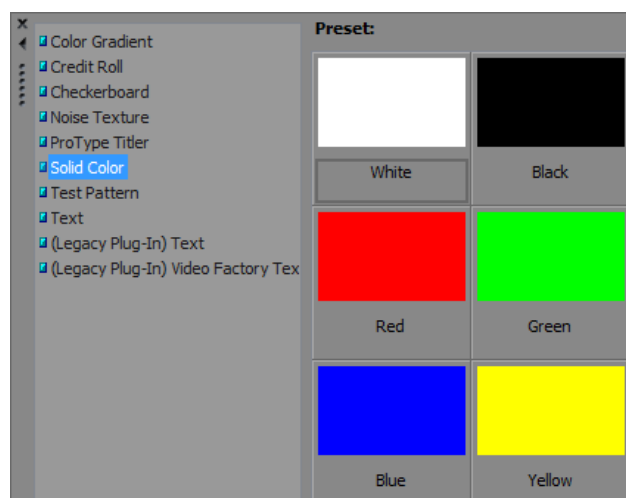 Color Gradient
Credit Roll
Checkerboard
Noise Texture
ProType Titler
Solid Color
Test Pattern
Text
(Legacy Plug-In) Text
(Legacy Plug-In) Video Factory Tex
Preset:
White
Black
Red
Green
Blue
Yellow